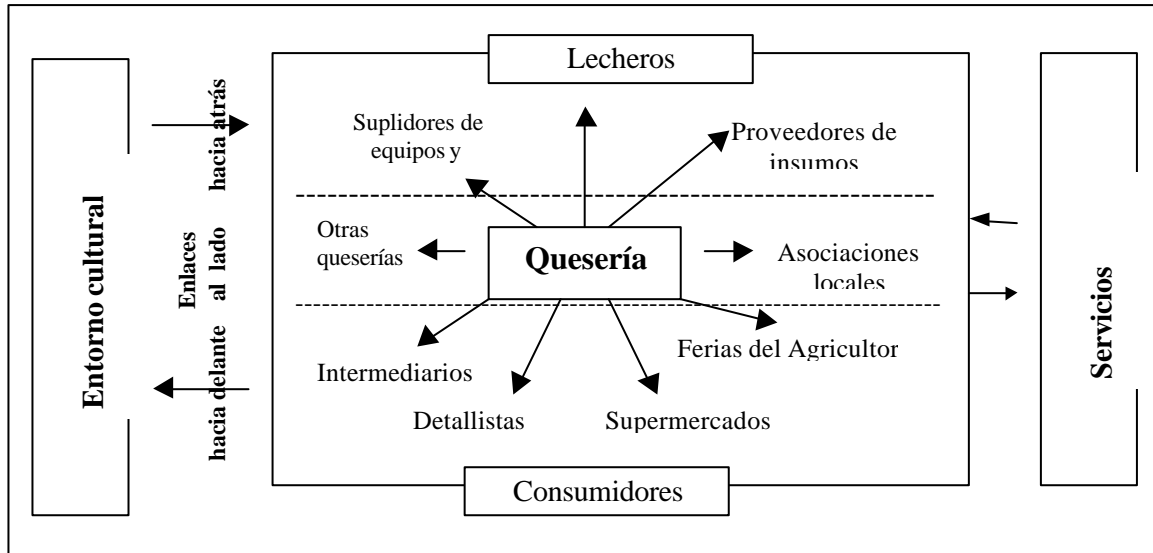 Lecheros
Suplidores de
equipos y
Proveedores de
insumos
Otras
queserías
Quesería
Asociaciones
locales
Intermediarios
Ferias del Agricultor
Detallistas
Supermercados
Consumidores
Entorno cultural
Enlaces
hacia delante al lado hacia atrás
Servicios